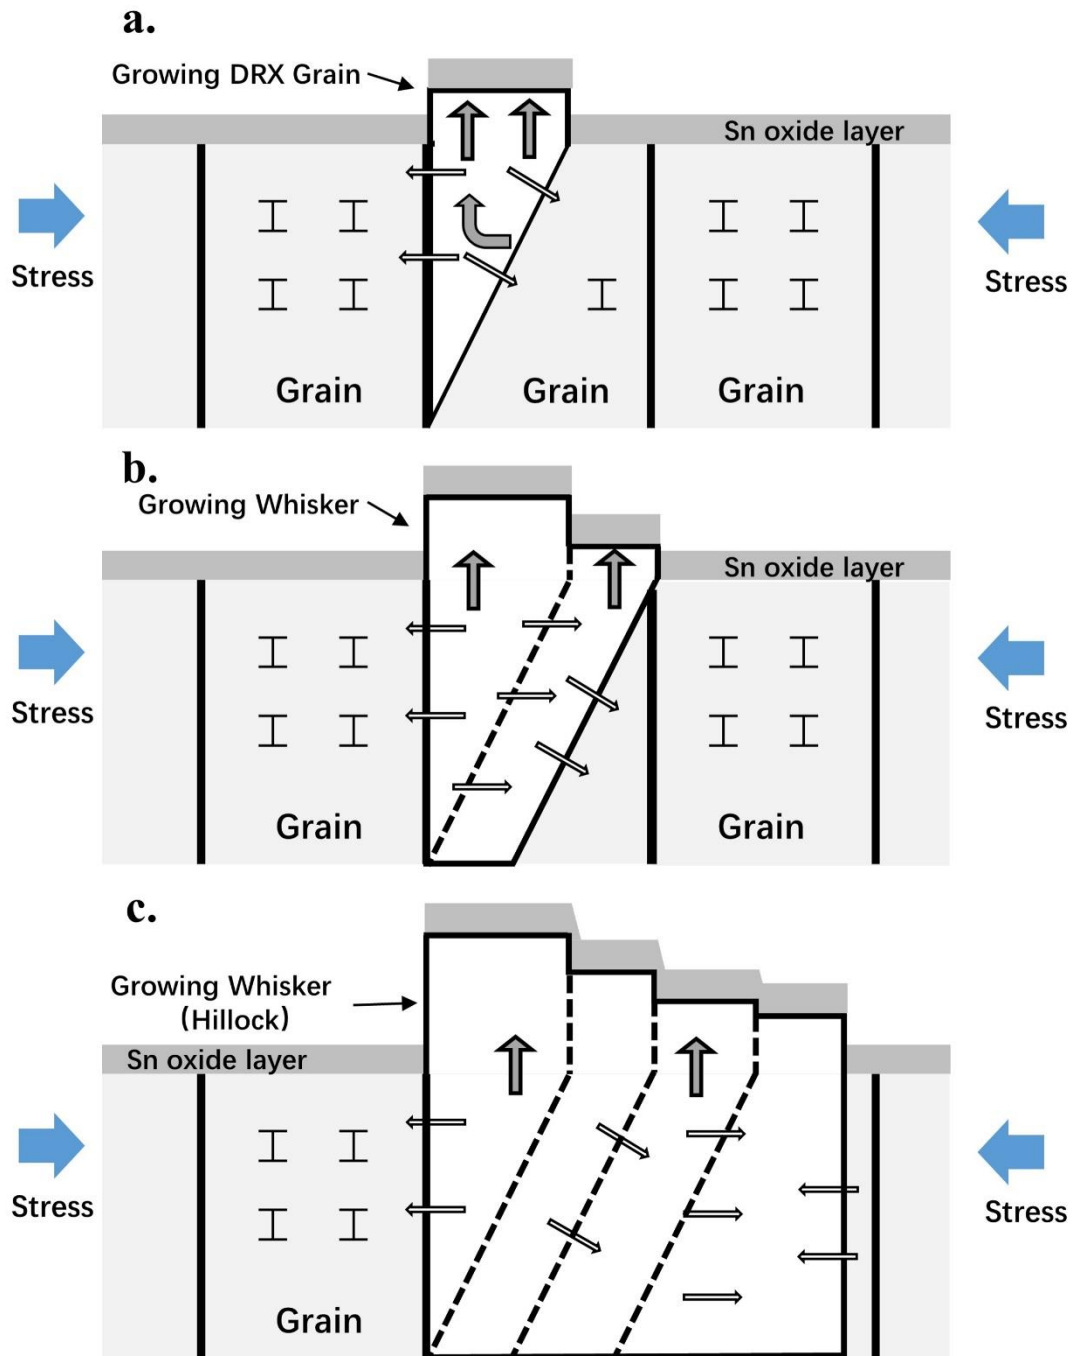 a.
Growing DRX Grain
Sn oxide layer
Stress
Stress
Grain
Grain
Grain
b.
Growing Whisker
Sn oxide layer
Stress
Stress
Grain
Grain
c.
Growing Whisker
(Hillock)
Sn oxide layer
Stress
Stress
Grain